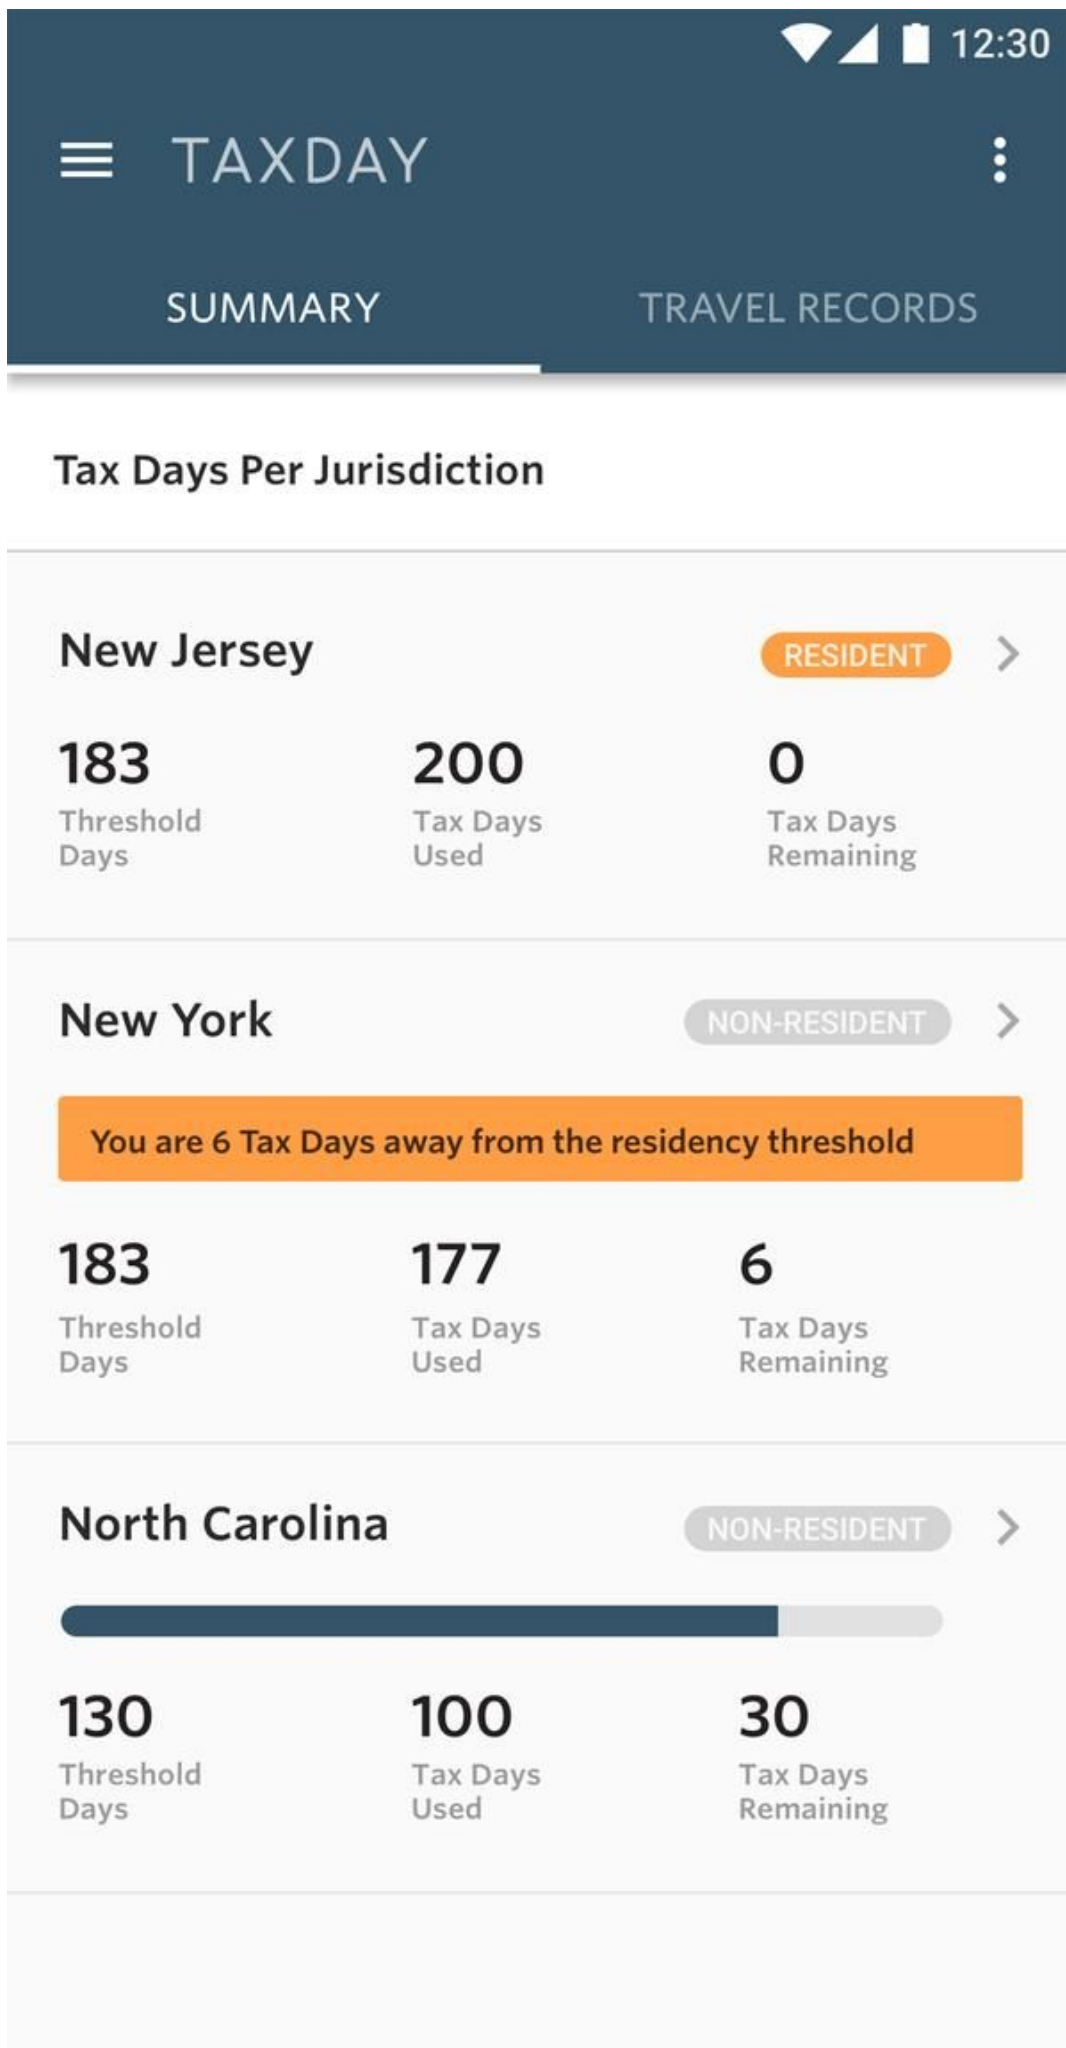 12:30
TAXDAY
SUMMARY TRAVEL RECORDS
Tax Days Per Jurisdiction
New Jersey RESIDENT
183 200 0
Threshold Tax Days Tax Days
Days Used Remaining
New York NON-RESIDENT
You are 6 Tax Days away from the residency threshold
183 177 6
Threshold Tax Days Tax Days
Days Used Remaining
North Carolina NON-RESIDENT
130 100 30
Threshold Tax Days Tax Days
Days Used Remaining